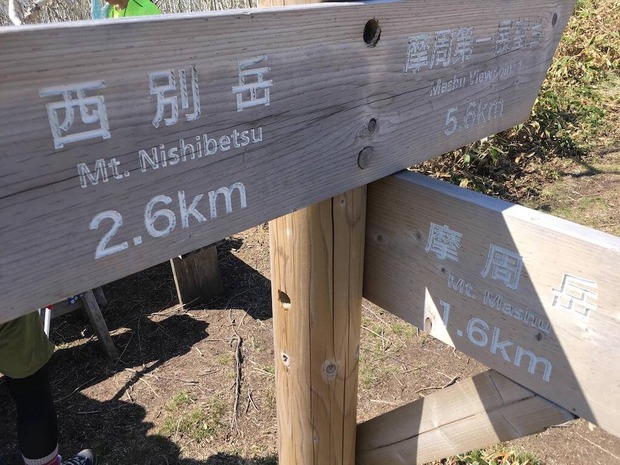 西別岳
Mt. Nishibetsu
2.6km
摩周第一展望台
Mashu Viewpoint 1
5.6km
摩周岳
Mt. Mashu
1.6km